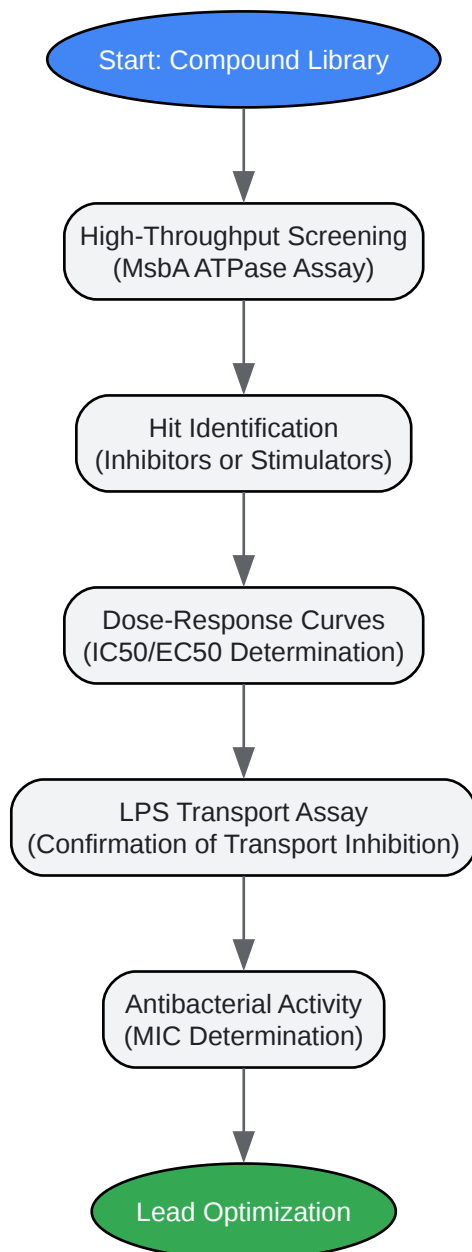 Start: Compound Library
High-Throughput Screening
(MsbA ATPase Assay)
Hit Identification
(Inhibitors or Stimulators)
Dose-Response Curves
(IC50/EC50 Determination)
LPS Transport Assay
(Confirmation of Transport Inhibition)
Antibacterial Activity
(MIC Determination)
Lead Optimization